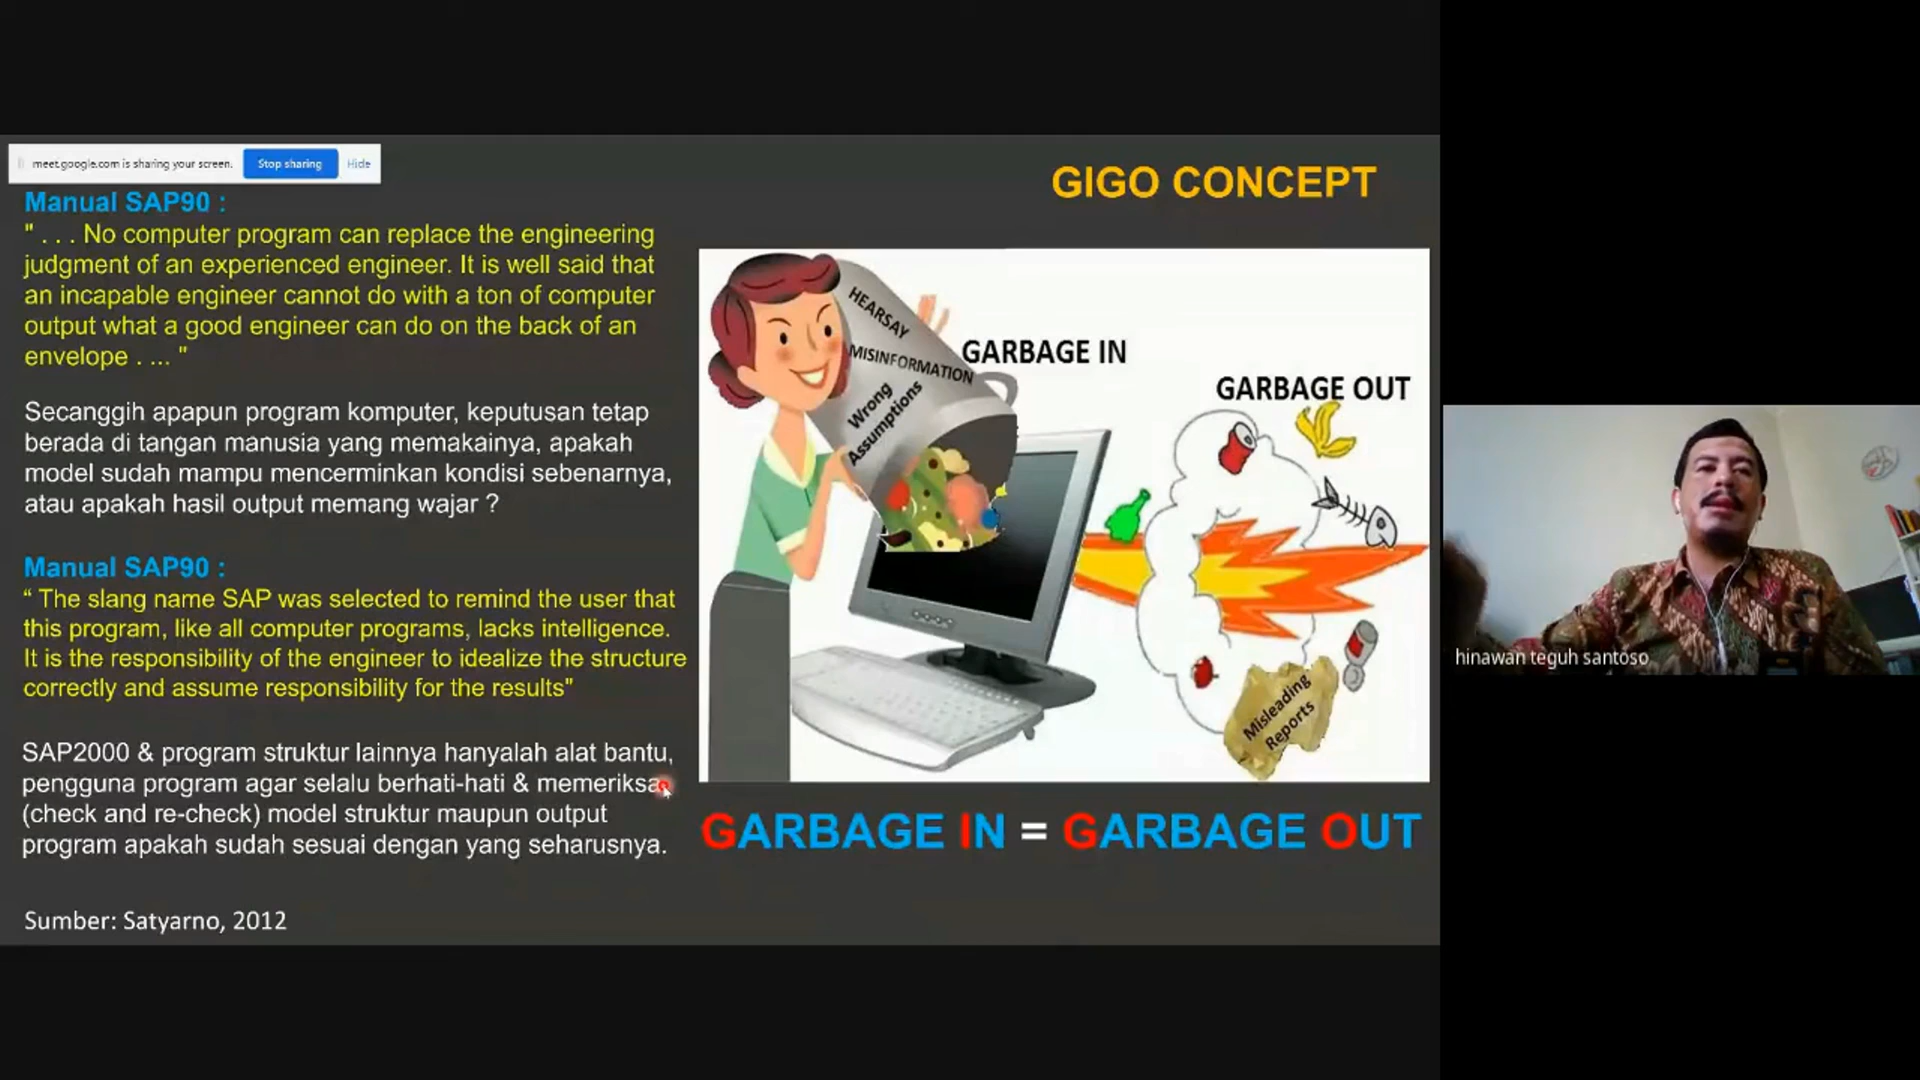 meet.google.com is sharing your screen.
Stop sharing
Hide
GIGO CONCEPT
Manual SAP90 :
" . . . No computer program can replace the engineering
judgment of an experienced engineer. It is well said that
an incapable engineer cannot do with a ton of computer
output what a good engineer can do on the back of an
envelope . ... "
Secanggih apapun program komputer, keputusan tetap
berada di tangan manusia yang memakainya, apakah
model sudah mampu mencerminkan kondisi sebenarnya,
atau apakah hasil output memang wajar ?
Manual SAP90 :
“ The slang name SAP was selected to remind the user that
this program, like all computer programs, lacks intelligence.
It is the responsibility of the engineer to idealize the structure
correctly and assume responsibility for the results"
SAP2000 & program struktur lainnya hanyalah alat bantu,
pengguna program agar selalu berhati-hati & memeriksa
(check and re-check) model struktur maupun output
program apakah sudah sesuai dengan yang seharusnya.
Sumber: Satyarno, 2012
HEARSAY
MISINFORMATION
Wrong
Assumptions
GARBAGE IN
GARBAGE OUT
Misleading
Reports
GARBAGE IN = GARBAGE OUT
hinawan teguh santoso